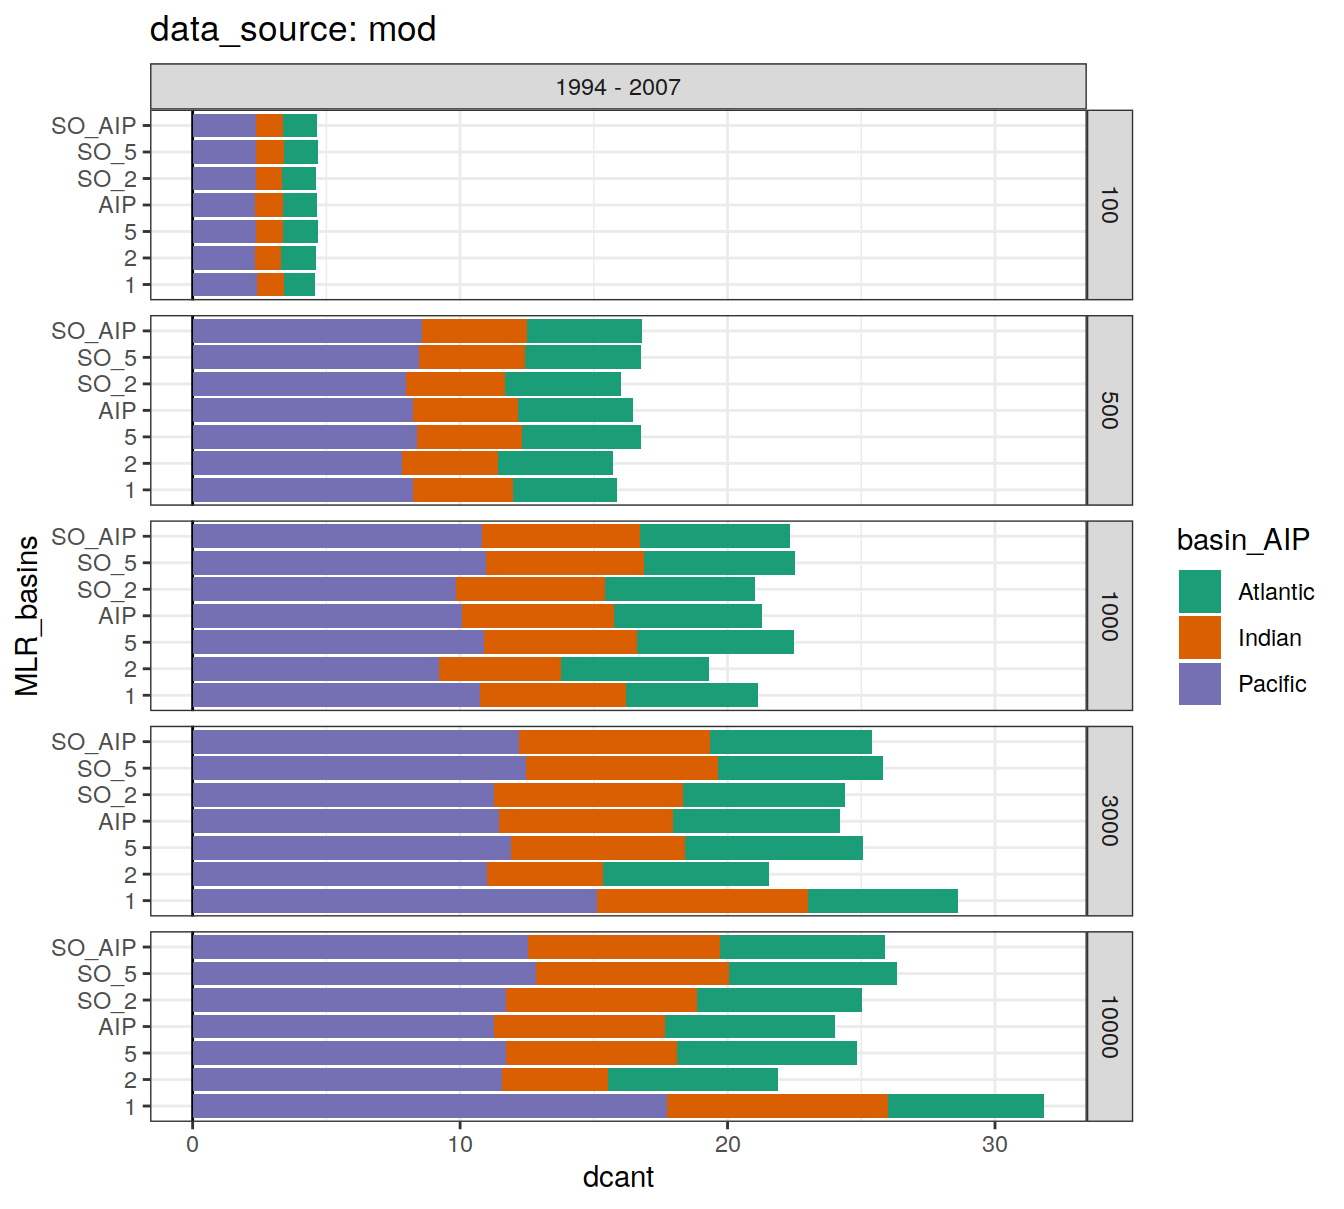 data_source: mod
1994 - 2007
SO_AIP
SO_5
SO_2
AIP
5
2
1
100
SO_AIP
SO_5
SO_2
AIP
5
2
1
500
SO_AIP
SO_5
SO_2
AIP
5
2
1
1000
SO_AIP
SO_5
SO_2
AIP
5
2
1
3000
SO_AIP
SO_5
SO_2
AIP
5
2
1
10000
MLR_basins
0
10
20
30
dcant
basin_AIP
Atlantic
Indian
Pacific